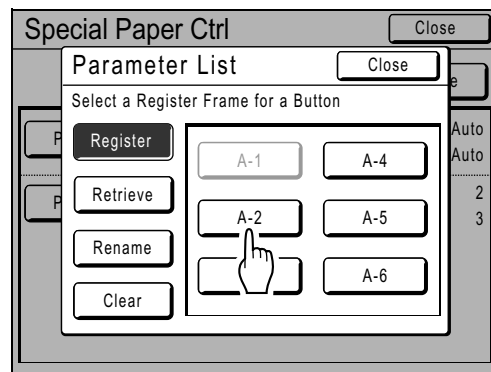 Special Paper Ctrl
Close
Parameter List
Close
e
Select a Register Frame for a Button
P
Register
A-1
A-4
Auto
Auto
P
Retrieve
A-2
A-5
2
3
Rename
A-6
Clear